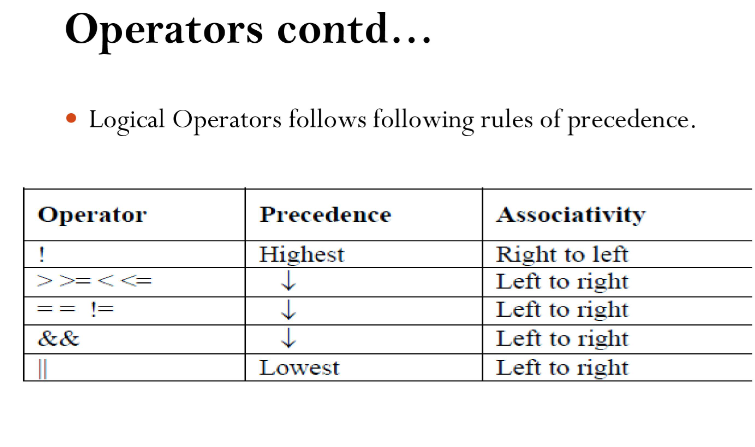 Operators contd…
• Logical Operators follows following rules of precedence.
Operator Precedence Associativity
! Highest Right to left
> >= < <= ↓ Left to right
== != ↓ Left to right
&& ↓ Left to right
|| Lowest Left to right